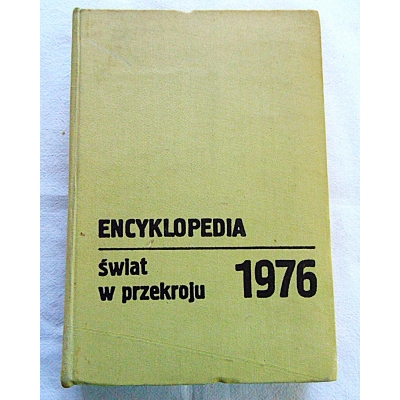 ENCYKLOPEDIA
świat
w przekroju 1976